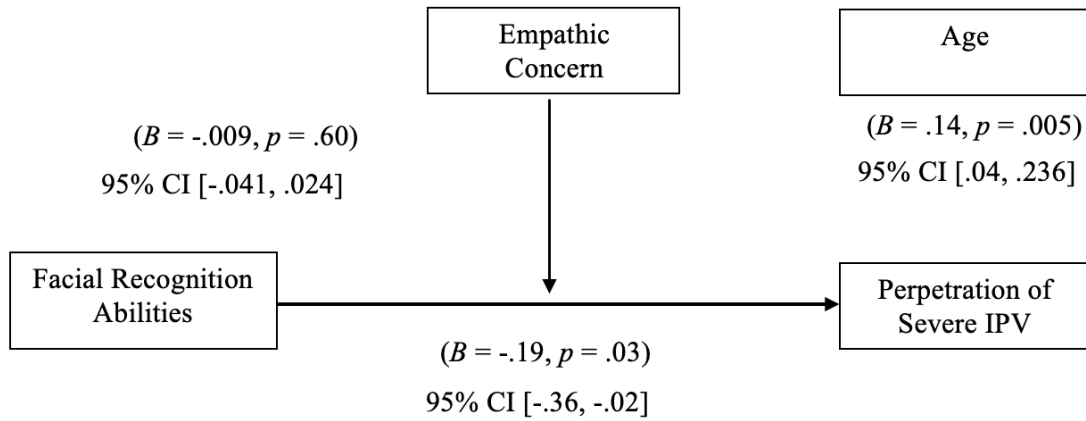 Empathic
Concern
Age
(B = -.009, p = .60)
95% CI [-.041, .024]
(B = .14, p = .005)
95% CI [.04, .236]
Facial Recognition
Abilities
Perpetration of
Severe IPV
(B = -.19, p = .03)
95% CI [-.36, -.02]